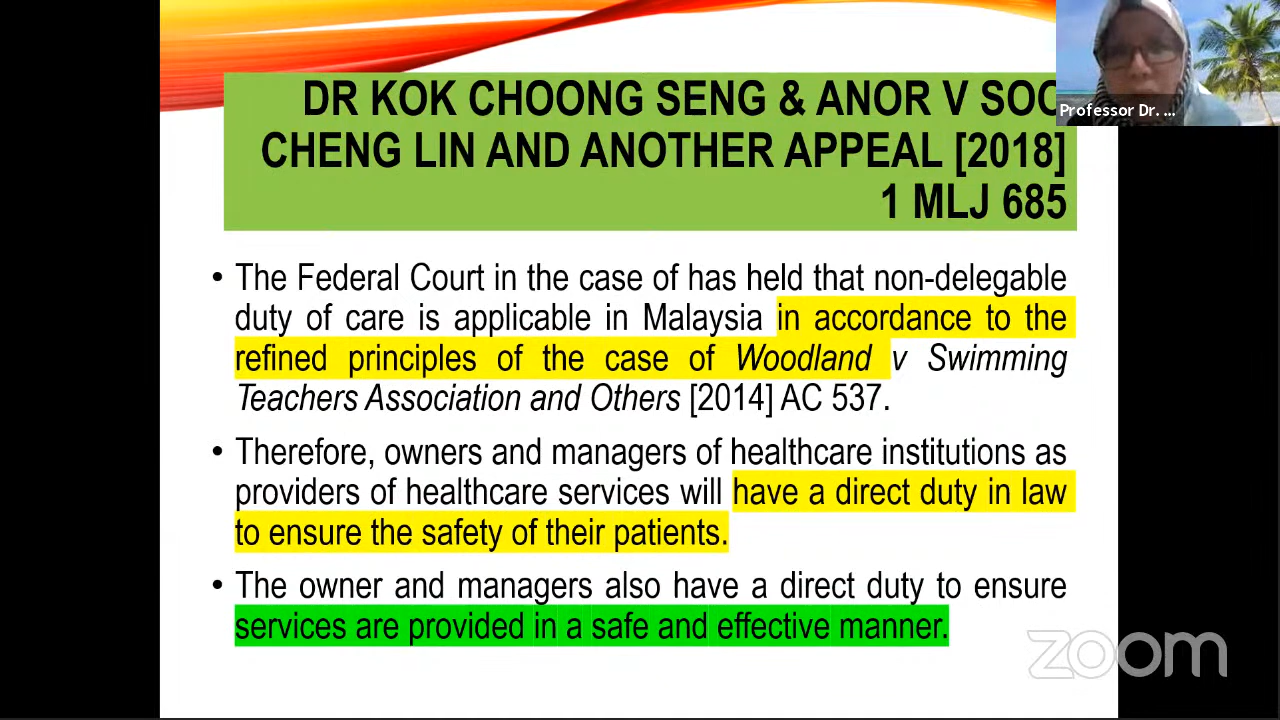 DR KOK CHOONG SENG & ANOR V SOO
CHENG LIN AND ANOTHER APPEAL [2018]
1 MLJ 685
Professor Dr. ...
• The Federal Court in the case of has held that non-delegable
duty of care is applicable in Malaysia in accordance to the
refined principles of the case of Woodland v Swimming
Teachers Association and Others [2014] AC 537.
• Therefore, owners and managers of healthcare institutions as
providers of healthcare services will have a direct duty in law
to ensure the safety of their patients.
• The owner and managers also have a direct duty to ensure
services are provided in a safe and effective manner.
zoom